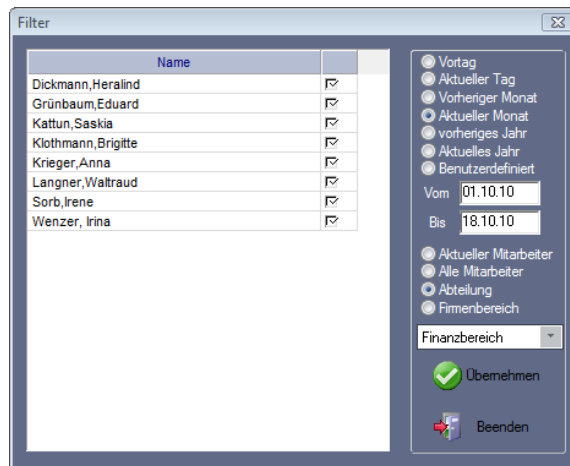 Filter
Name
Dickmann,Heralind
Grünbaum,Eduard
Kattun,Saskia
Klothmann,Brigitte
Krieger,Anna
Langner,Waltraud
Sorb,Irene
Wenzer, Irina
Vortag
Aktueller Tag
Vorheriger Monat
Aktueller Monat
vorheriges Jahr
Aktuelles Jahr
Benutzerdefiniert
Vom 01.10.10
Bis 18.10.10
Aktueller Mitarbeiter
Alle Mitarbeiter
Abteilung
Firmenbereich
Finanzbereich
Übernehmen
Beenden